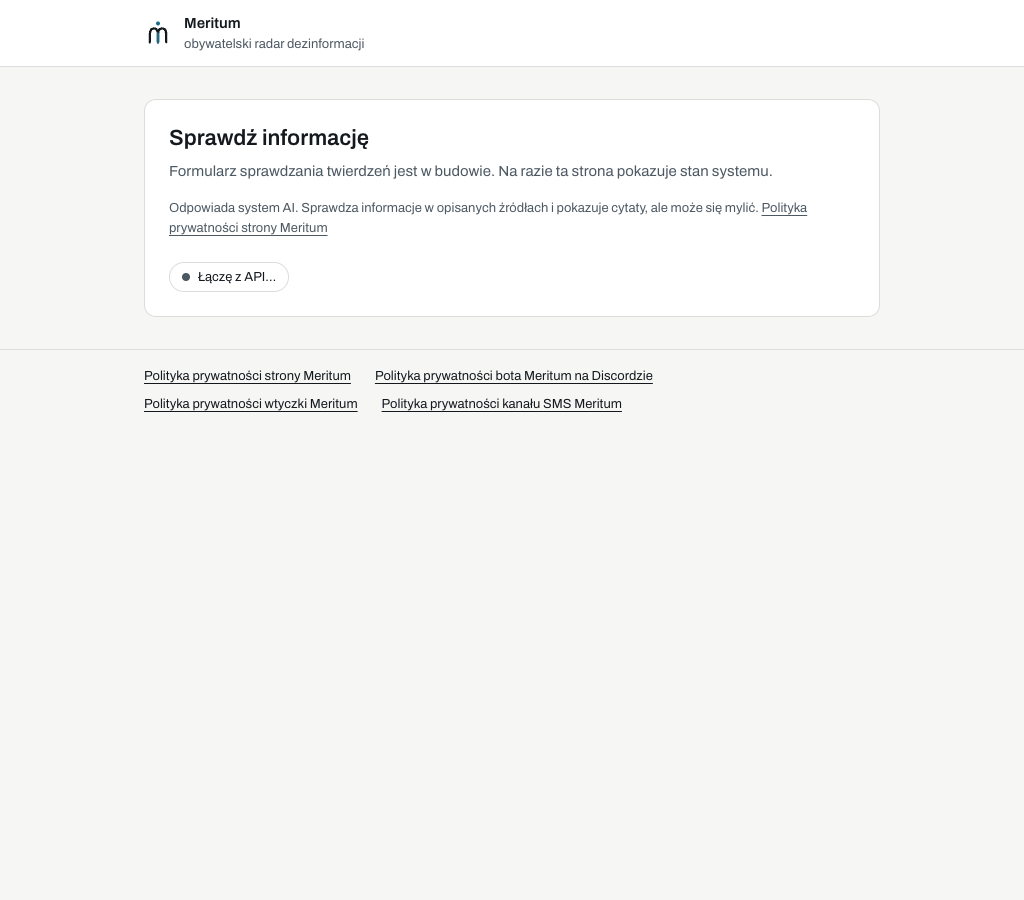 Meritum
obywatelski radar dezinformacji
Sprawdź informację
Formularz sprawdzania twierdzeń jest w budowie. Na razie ta strona pokazuje stan systemu.
Odpowiada system AI. Sprawdza informacje w opisanych źródłach i pokazuje cytaty, ale może się mylić. Polityka
prywatności strony Meritum
Łączę z API…
Polityka prywatności strony Meritum Polityka prywatności bota Meritum na Discordzie
Polityka prywatności wtyczki Meritum Polityka prywatności kanału SMS Meritum